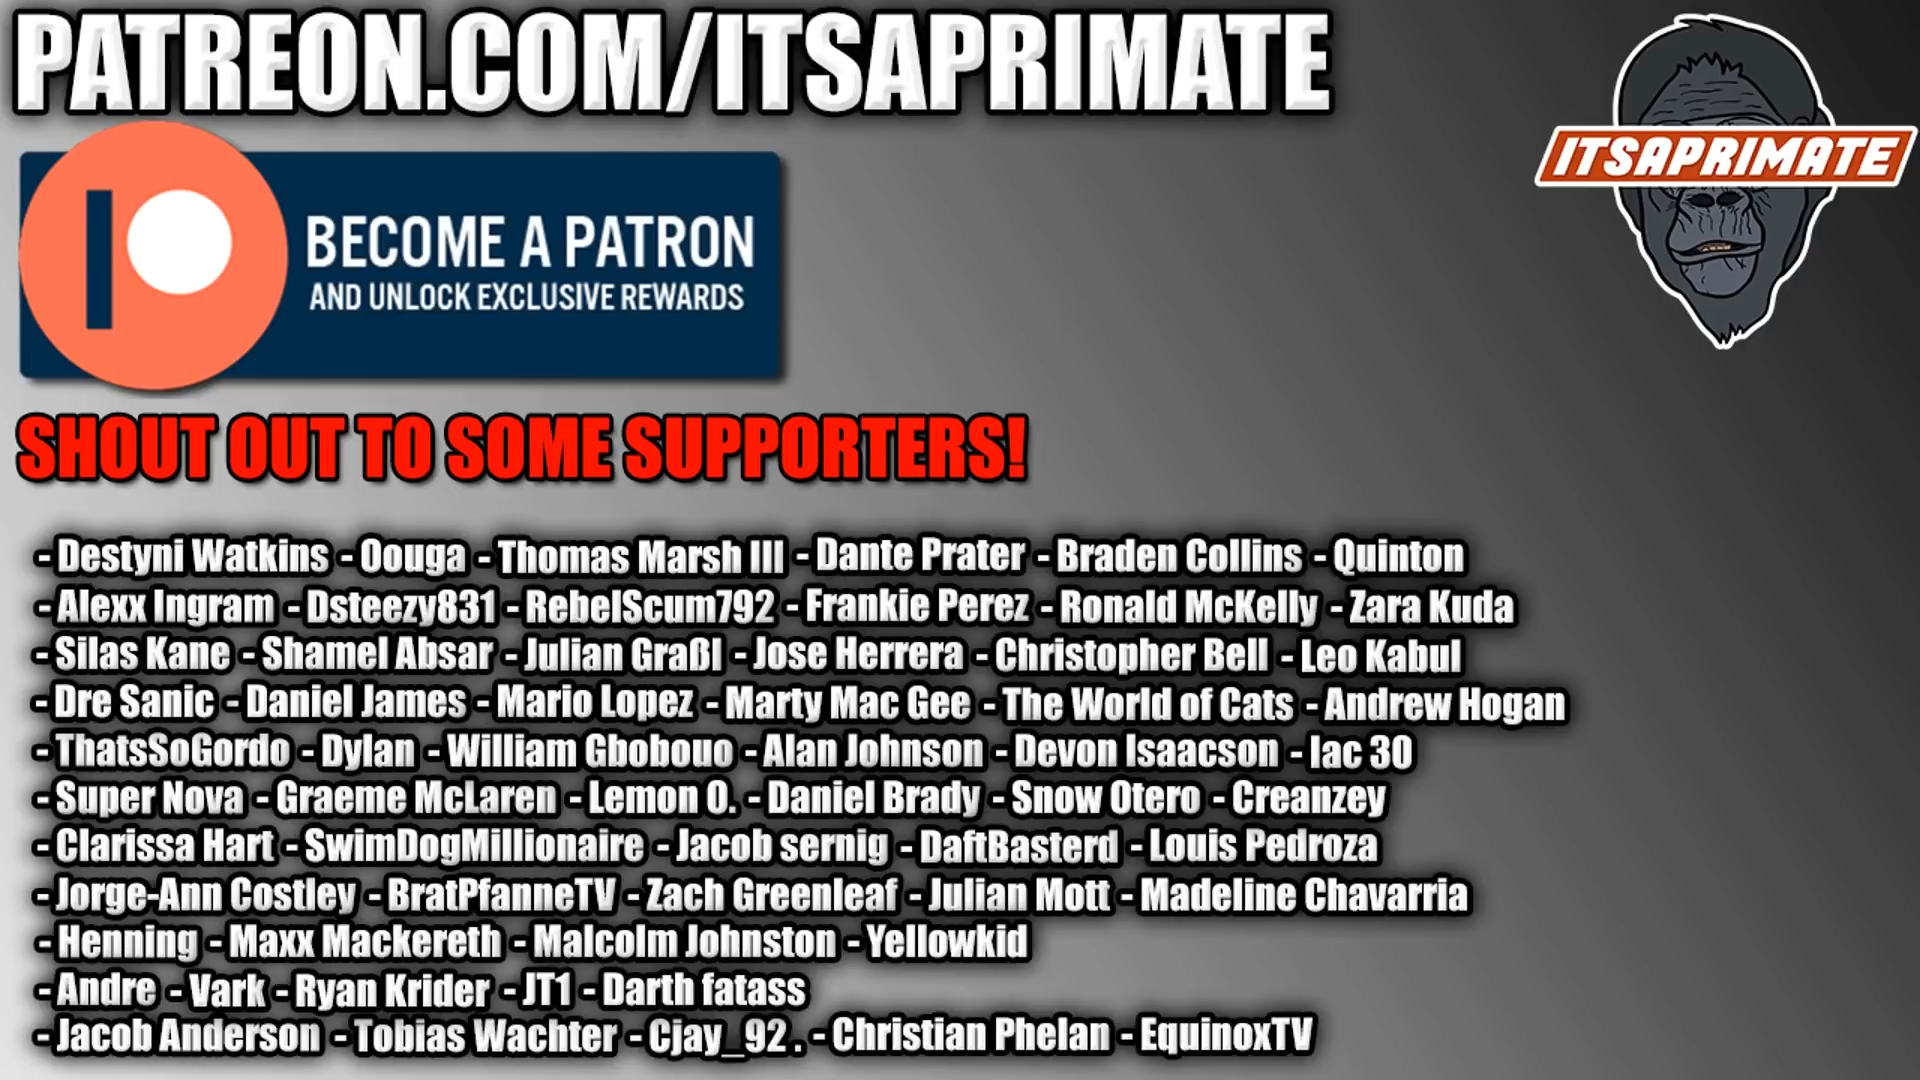 PATREON.COM/ITSAPRIMATE
ITSAPRIMATE
BECOME A PATRON
AND UNLOCK EXCLUSIVE REWARDS
SHOUT OUT TO SOME SUPPORTERS!
- Destyni Watkins - Oouga - Thomas Marsh III - Dante Prater - Braden Collins - Quinton
- Alexx Ingram - Dsteezy831 - RebelScum792 - Frankie Perez - Ronald McKelly - Zara Kuda
- Silas Kane - Shamel Absar - Julian Graßl - Jose Herrera - Christopher Bell - Leo Kabul
- Dre Sanic - Daniel James - Mario Lopez - Marty Mac Gee - The World of Cats - Andrew Hogan
- ThatsSoGordo - Dylan - William Gbobouo - Alan Johnson - Devon Isaacson - Iac 30
- Super Nova - Graeme McLaren - Lemon O. - Daniel Brady - Snow Otero - Creanzey
- Clarissa Hart - SwimDogMillionaire - Jacob sernig - DaftBasterd - Louis Pedroza
- Jorge-Ann Costley - BratPfanneTV - Zach Greenleaf - Julian Mott - Madeline Chavarria
- Henning - Maxx Mackereth - Malcolm Johnston - Yellowkid
- Andre - Vark - Ryan Krider - JT1 - Darth fatass
- Jacob Anderson - Tobias Wachter - Cjay_92 . - Christian Phelan - EquinoxTV